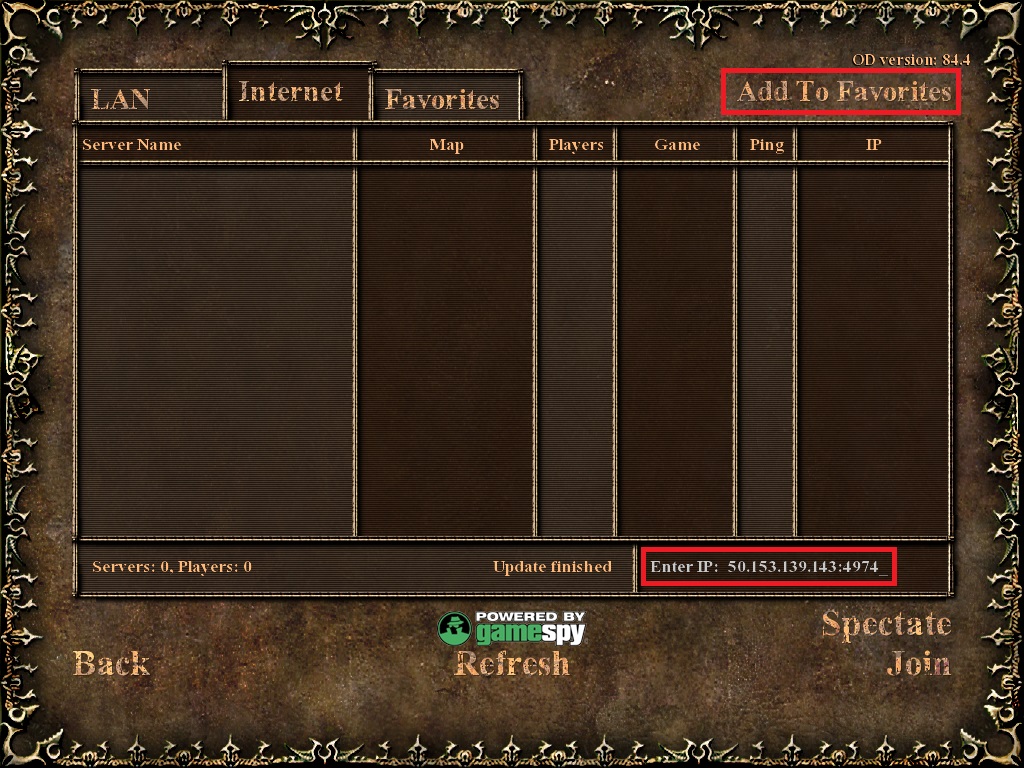 OD version: 84.4
LAN Internet Favorites Add To Favorites
Server Name Map Players Game Ping IP
Servers: 0, Players: 0 Update finished Enter IP: 50.153.139.143:4974_
POWERED BY
gamespy
Spectate
Back Refresh Join